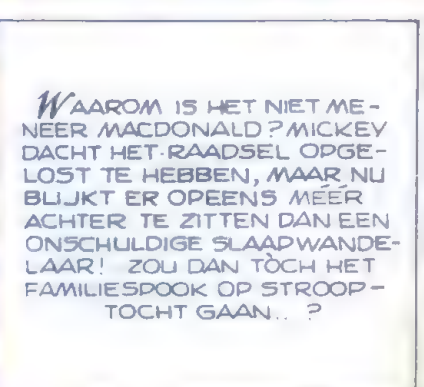 WAAROM IS HET NIET ME-
NEER MACDONALD? MICKEY
DACHT HET RAADSEL OPGE-
LOST TE HEBBEN, MAAR NU
BLIJKT ER OPEENS MÉÉR
ACHTER TE ZITTEN DAN EEN
ONSCHULDIGE SLAAPWANDE-
LAAR! ZOU DAN TÒCH HET
FAMILIESPOOK OP STROOP-
TOCHT GAAN.. ?